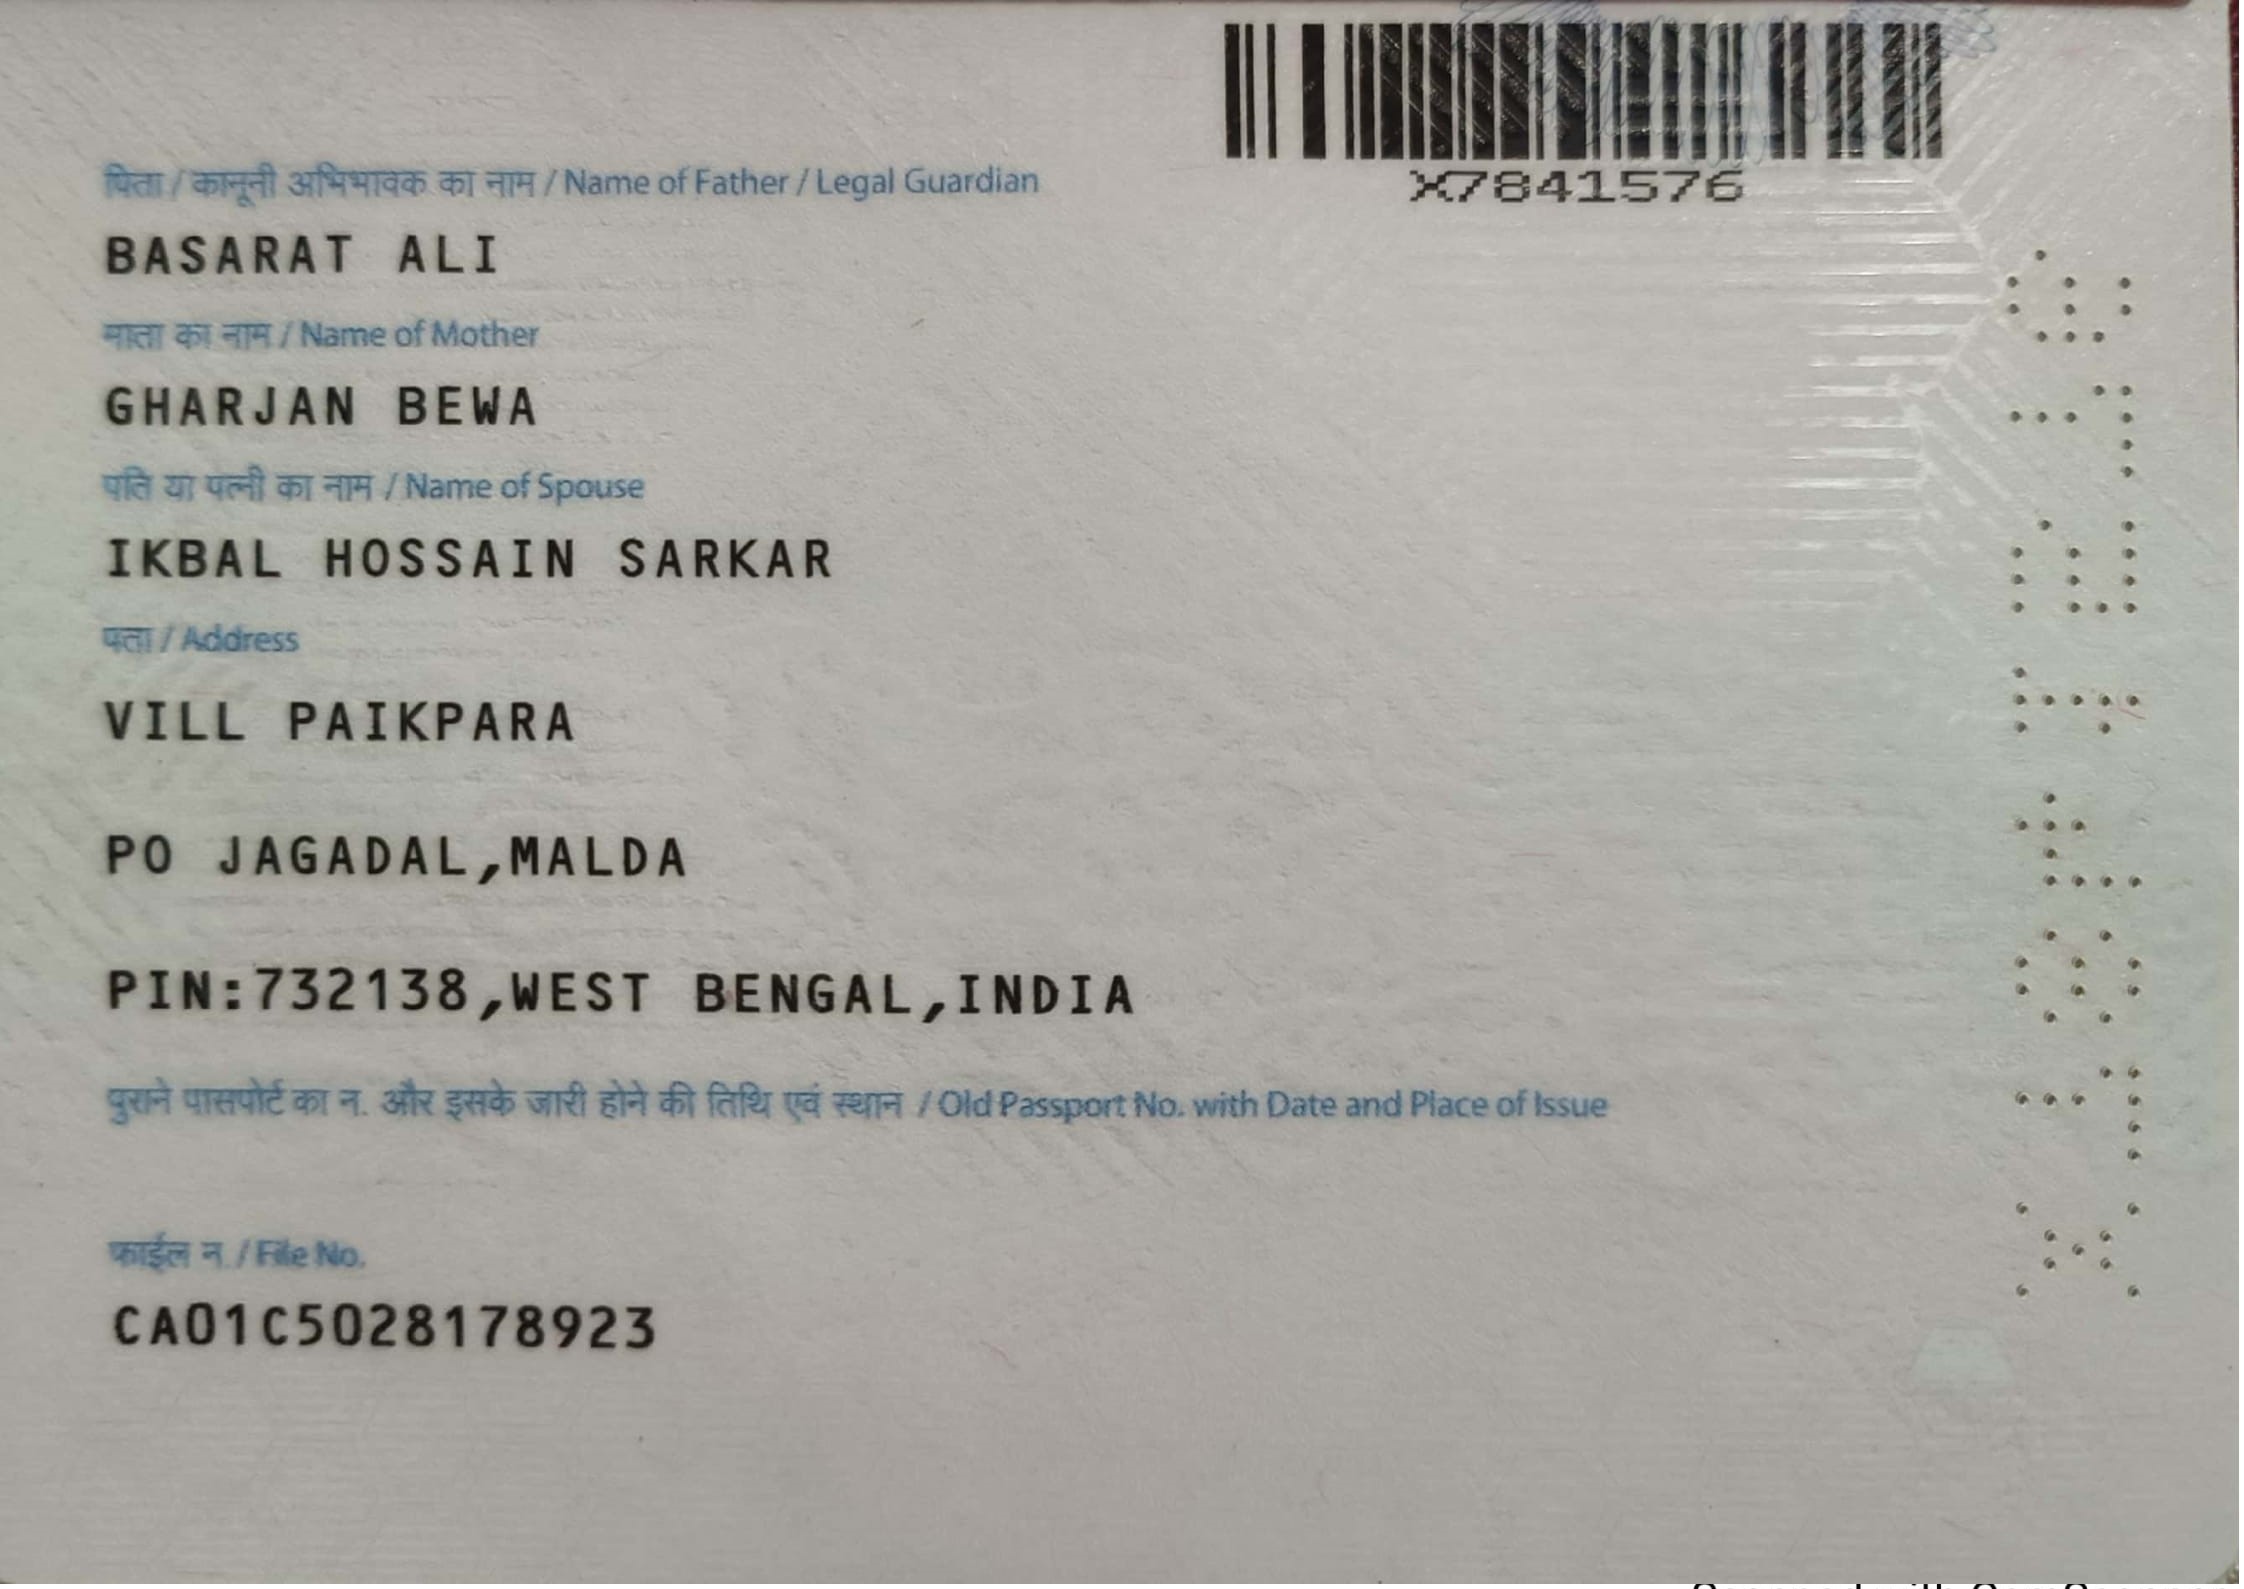 X7841576
पिता / कानूनी अभिभावक का नाम / Name of Father / Legal Guardian
BASARAT ALI
माता का नाम / Name of Mother
GHARJAN BEWA
पति या पत्नी का नाम / Name of Spouse
IKBAL HOSSAIN SARKAR
पता / Address
VILL PAIKPARA
PO JAGADAL,MALDA
PIN:732138,WEST BENGAL,INDIA
पुराने पासपोर्ट का न. और इसके जारी होने की तिथि एवं स्थान / Old Passport No. with Date and Place of Issue
फाईल न. / File No.
CA01C5028178923
X7841576